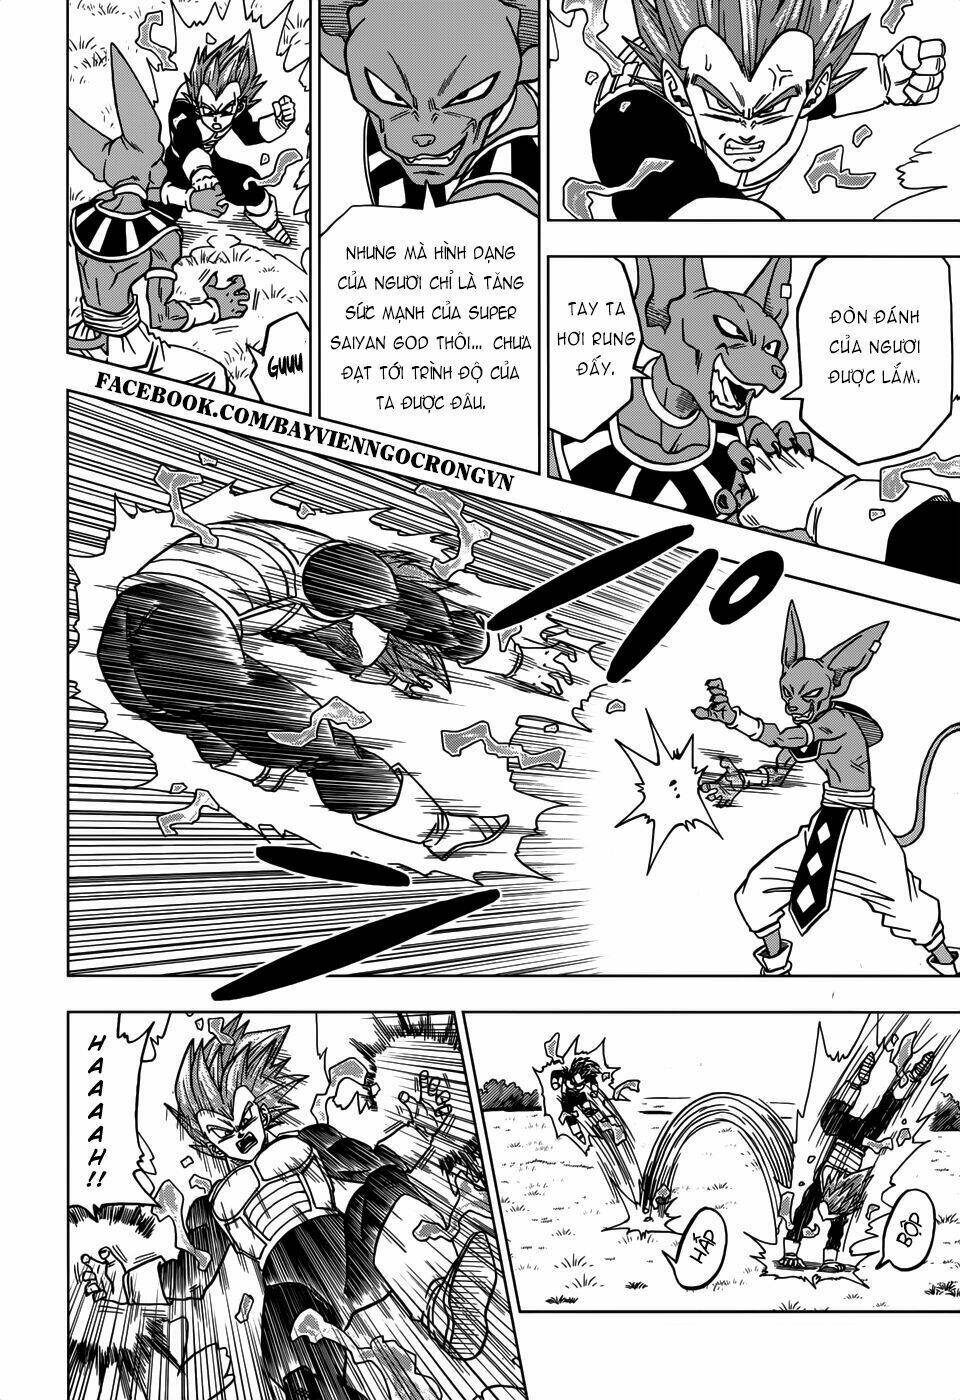 ĐÒN ĐÁNH
CỦA NGƯƠI
ĐƯỢC LẮM.
TAY TA
HƠI RUNG
ĐẤY.
NHƯNG MÀ HÌNH DẠNG
CỦA NGƯƠI CHỈ LÀ TĂNG
SỨC MẠNH CỦA SUPER
SAIYAN GOD THÔI... CHƯA
ĐẠT TỚI TRÌNH ĐỘ CỦA
TA ĐƯỢC ĐÂU.
GUUU
FACEBOOK.COM/BAYVIENNGOCRONGVN
...
BỘP
HẤP
HAAAAH!!